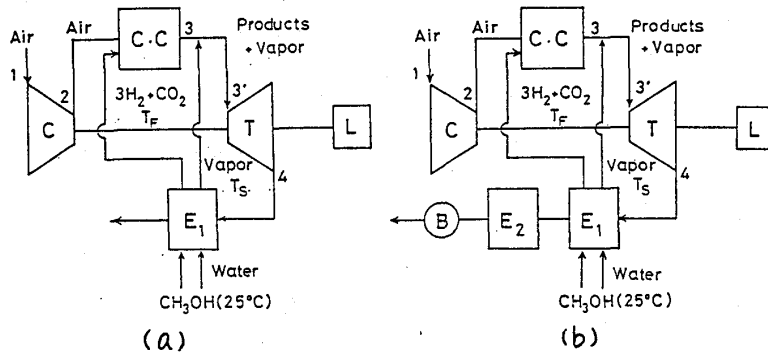 Air
1
Air
2
C·C
3
Products
+ Vapor
3'
3H₂+CO₂
T_F
C
T
L
4
Vapor
T_S.
E₁
Water
CH₃OH(25°C)
(a)
Air
1
Air
2
C·C
3
Products
+ Vapor
3'
3H₂+CO₂
T_F
C
T
L
4
Vapor
T_S
B
E₂
E₁
Water
CH₃OH(25°C)
(b)